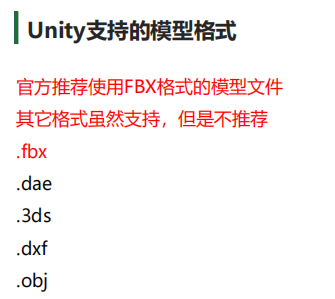 Unity支持的模型格式
官方推荐使用FBX格式的模型文件
其它格式虽然支持，但是不推荐
.fbx
.dae
.3ds
.dxf
.obj